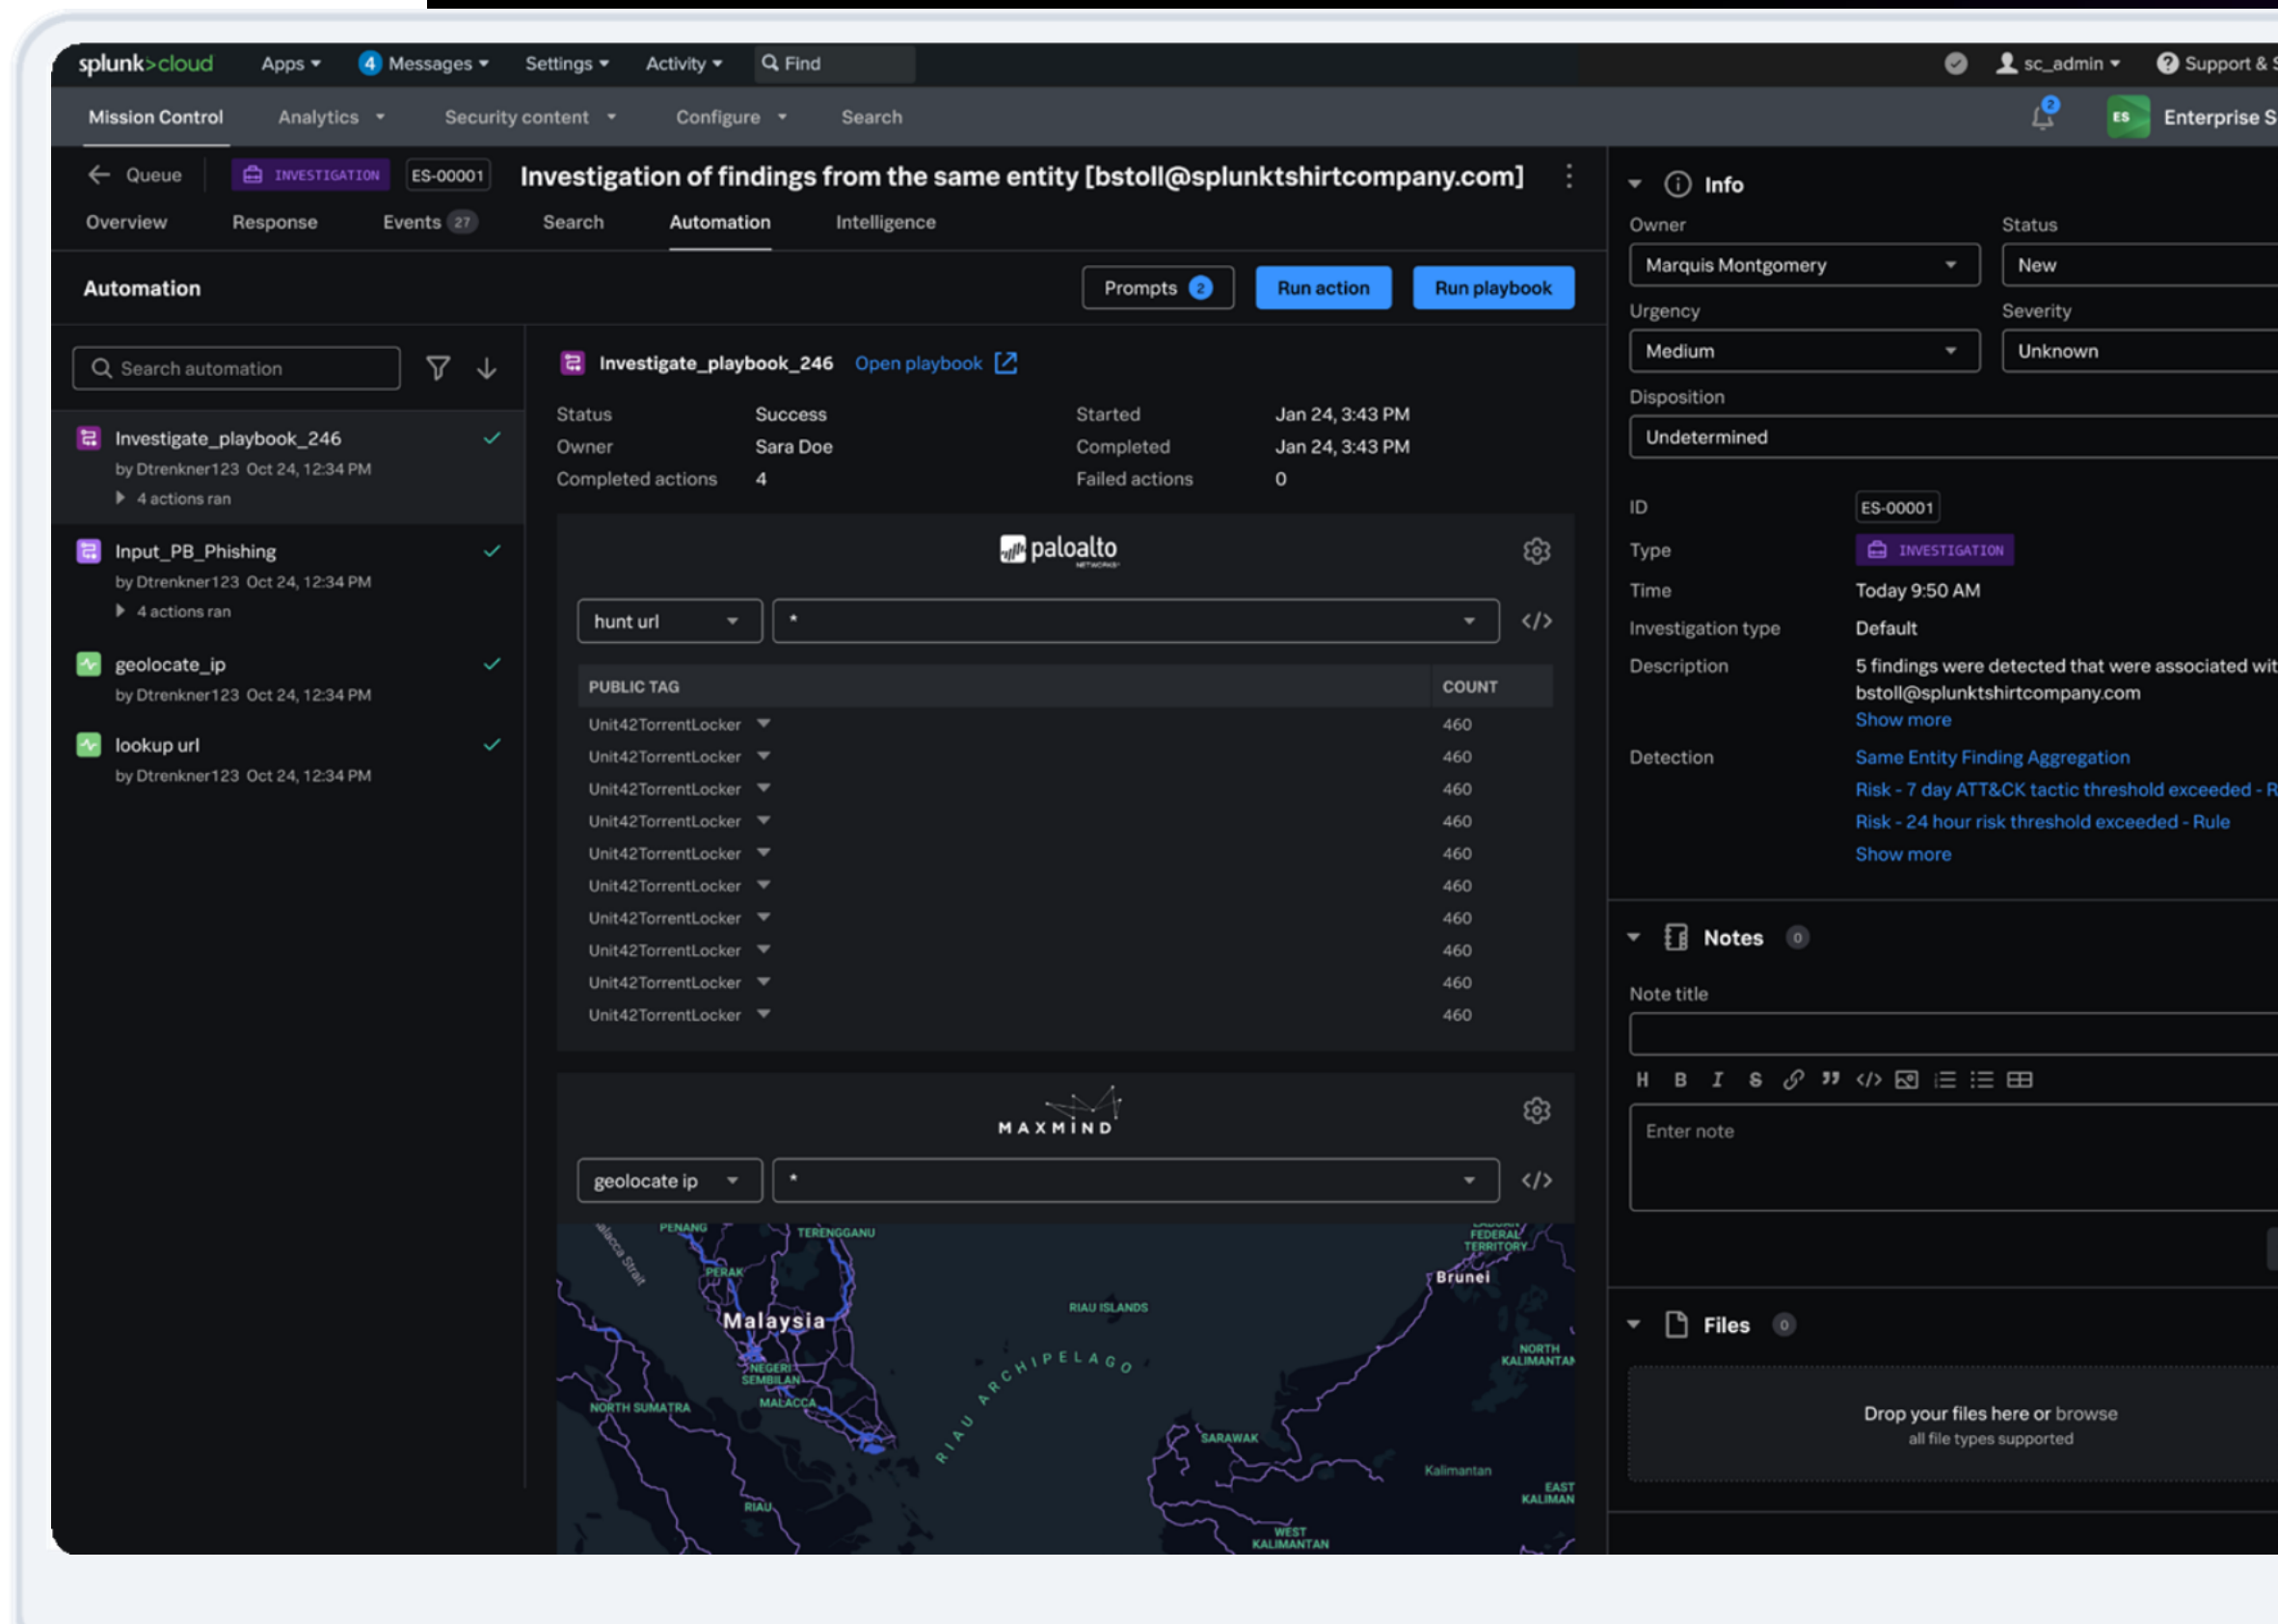 splunk>cloud Apps 4 Messages Settings Activity Find sc_admin Support &
Mission Control Analytics Security content Configure Search 2 ES Enterprise
Queue INVESTIGATION ES-00001 Investigation of findings from the same entity [bstoll@splunktshirtcompany.com]
Overview Response Events 27 Search Automation Intelligence
Automation Prompts 2 Run action Run playbook
Search automation
Investigate_playbook_246
by Dtrenkner123 Oct 24, 12:34 PM
4 actions ran
Input_PB_Phishing
by Dtrenkner123 Oct 24, 12:34 PM
4 actions ran
geolocate_ip
by Dtrenkner123 Oct 24, 12:34 PM
lookup url
by Dtrenkner123 Oct 24, 12:34 PM
Investigate_playbook_246 Open playbook
Status Success Started Jan 24, 3:43 PM
Owner Sara Doe Completed Jan 24, 3:43 PM
Completed actions 4 Failed actions 0
paloalto
NETWORKS
hunt url * </>
PUBLIC TAG COUNT
Unit42TorrentLocker 460
Unit42TorrentLocker 460
Unit42TorrentLocker 460
Unit42TorrentLocker 460
Unit42TorrentLocker 460
Unit42TorrentLocker 460
Unit42TorrentLocker 460
Unit42TorrentLocker 460
Unit42TorrentLocker 460
Unit42TorrentLocker 460
MAXMIND
geolocate ip * </>
PENANG
TERENGGANU
FEDERAL
TERRITORY
Strait
PERAK
Brunei
RIAU ISLANDS
Malaysia
RIAU ARCHIPELAGO
NORTH
KALIMANTAN
NEGERI
SEMBILAN
MALACCA
NORTH SUMATRA
SARAWAK
Kalimantan
EAST
RIAU
WEST
KALIMANTAN
Info
Owner Status
Marquis Montgomery New
Urgency Severity
Medium Unknown
Disposition
Undetermined
ID ES-00001
Type INVESTIGATION
Time Today 9:50 AM
Investigation type Default
Description 5 findings were detected that were associated
bstoll@splunktshirtcompany.com
Show more
Detection Same Entity Finding Aggregation
Risk - 7 day ATT&CK tactic threshold exceeded -
Risk - 24 hour risk threshold exceeded - Rule
Show more
Notes 0
Note title
H B I S </>
Enter note
Files 0
Drop your files here or browse
all file types supported